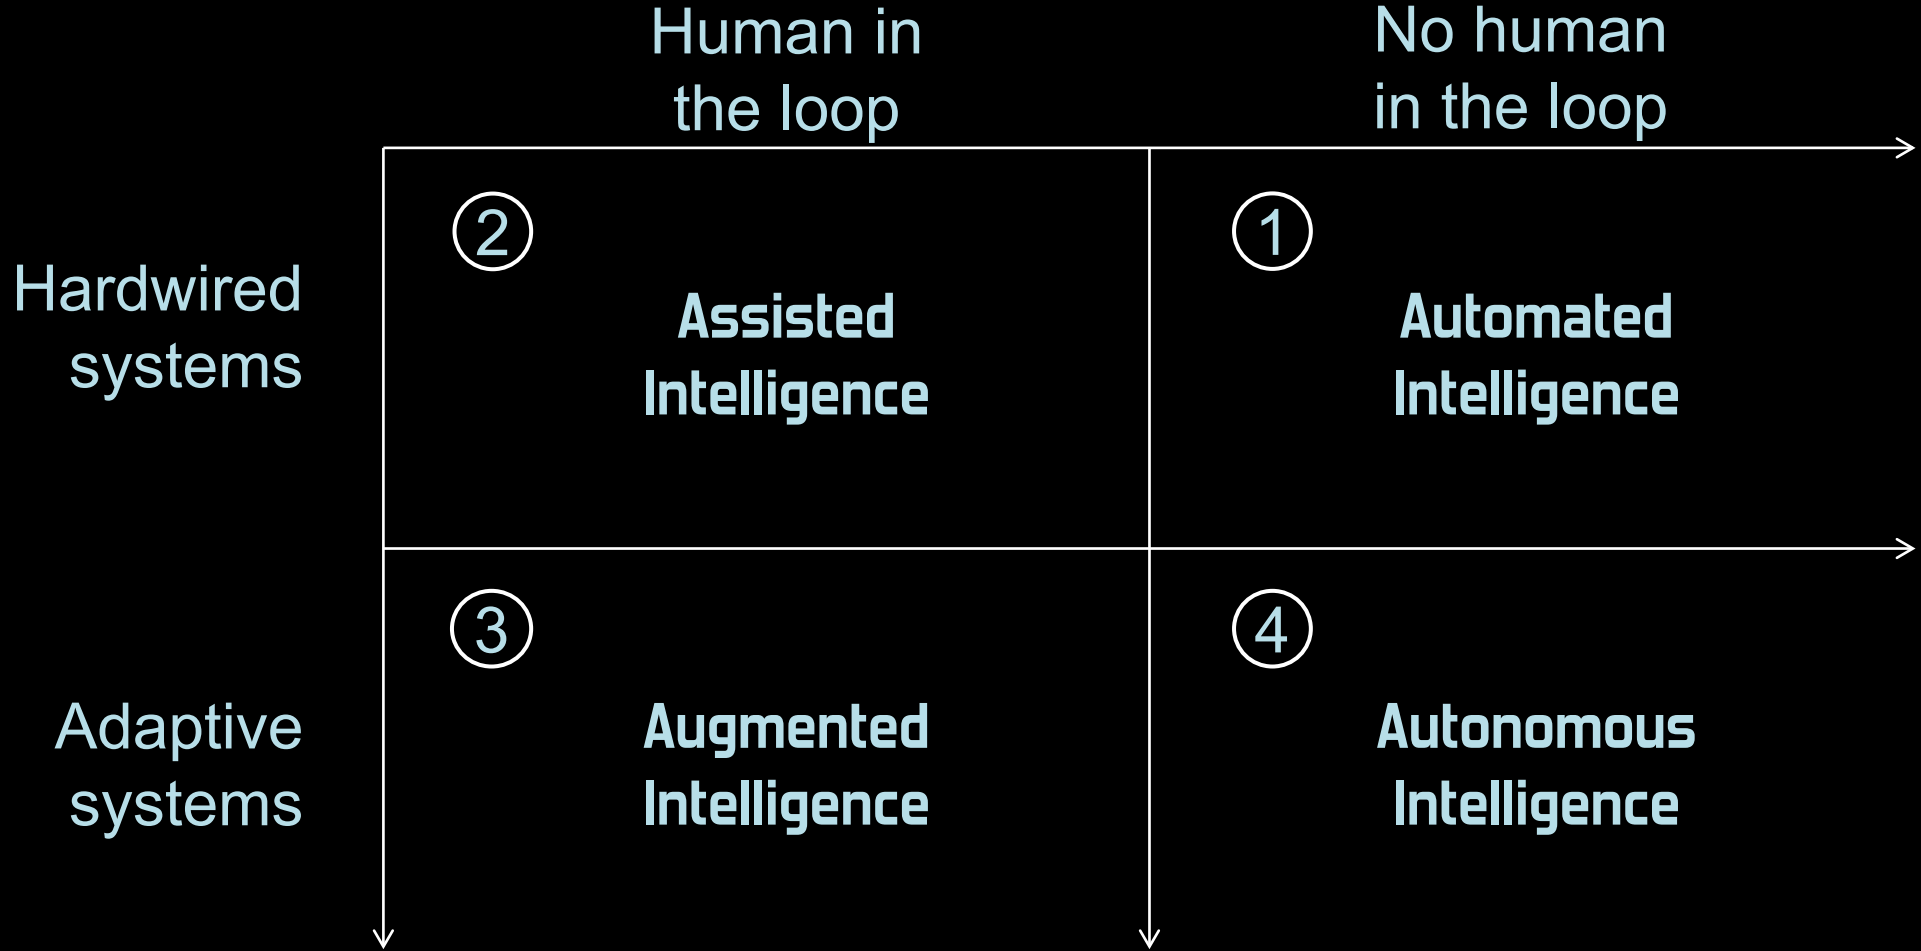 Human in
the loop
No human
in the loop
Hardwired
systems
2
Assisted
Intelligence
1
Automated
Intelligence
Adaptive
systems
3
Augmented
Intelligence
4
Autonomous
Intelligence